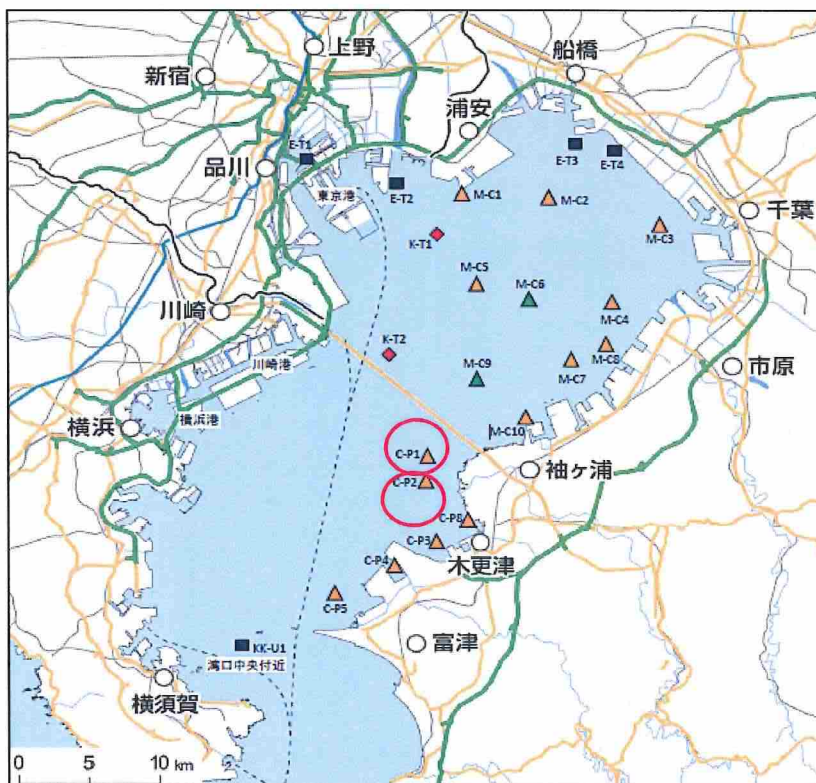 上野
船橋
新宿
浦安
E-T1
E-T3
E-T4
品川
東京港
E-T2
M-C1
M-C2
千葉
K-T1
M-C3
M-C5
M-C6
川崎
M-C4
K-T2
川崎港
M-C8
M-C7
市原
M-C9
横浜港
横浜
M-C10
C-P1
袖ヶ浦
C-P2
C-P8
C-P3
木更津
C-P4
C-P5
富津
KK-U1
湾口中央付近
横須賀
0 5 10 km